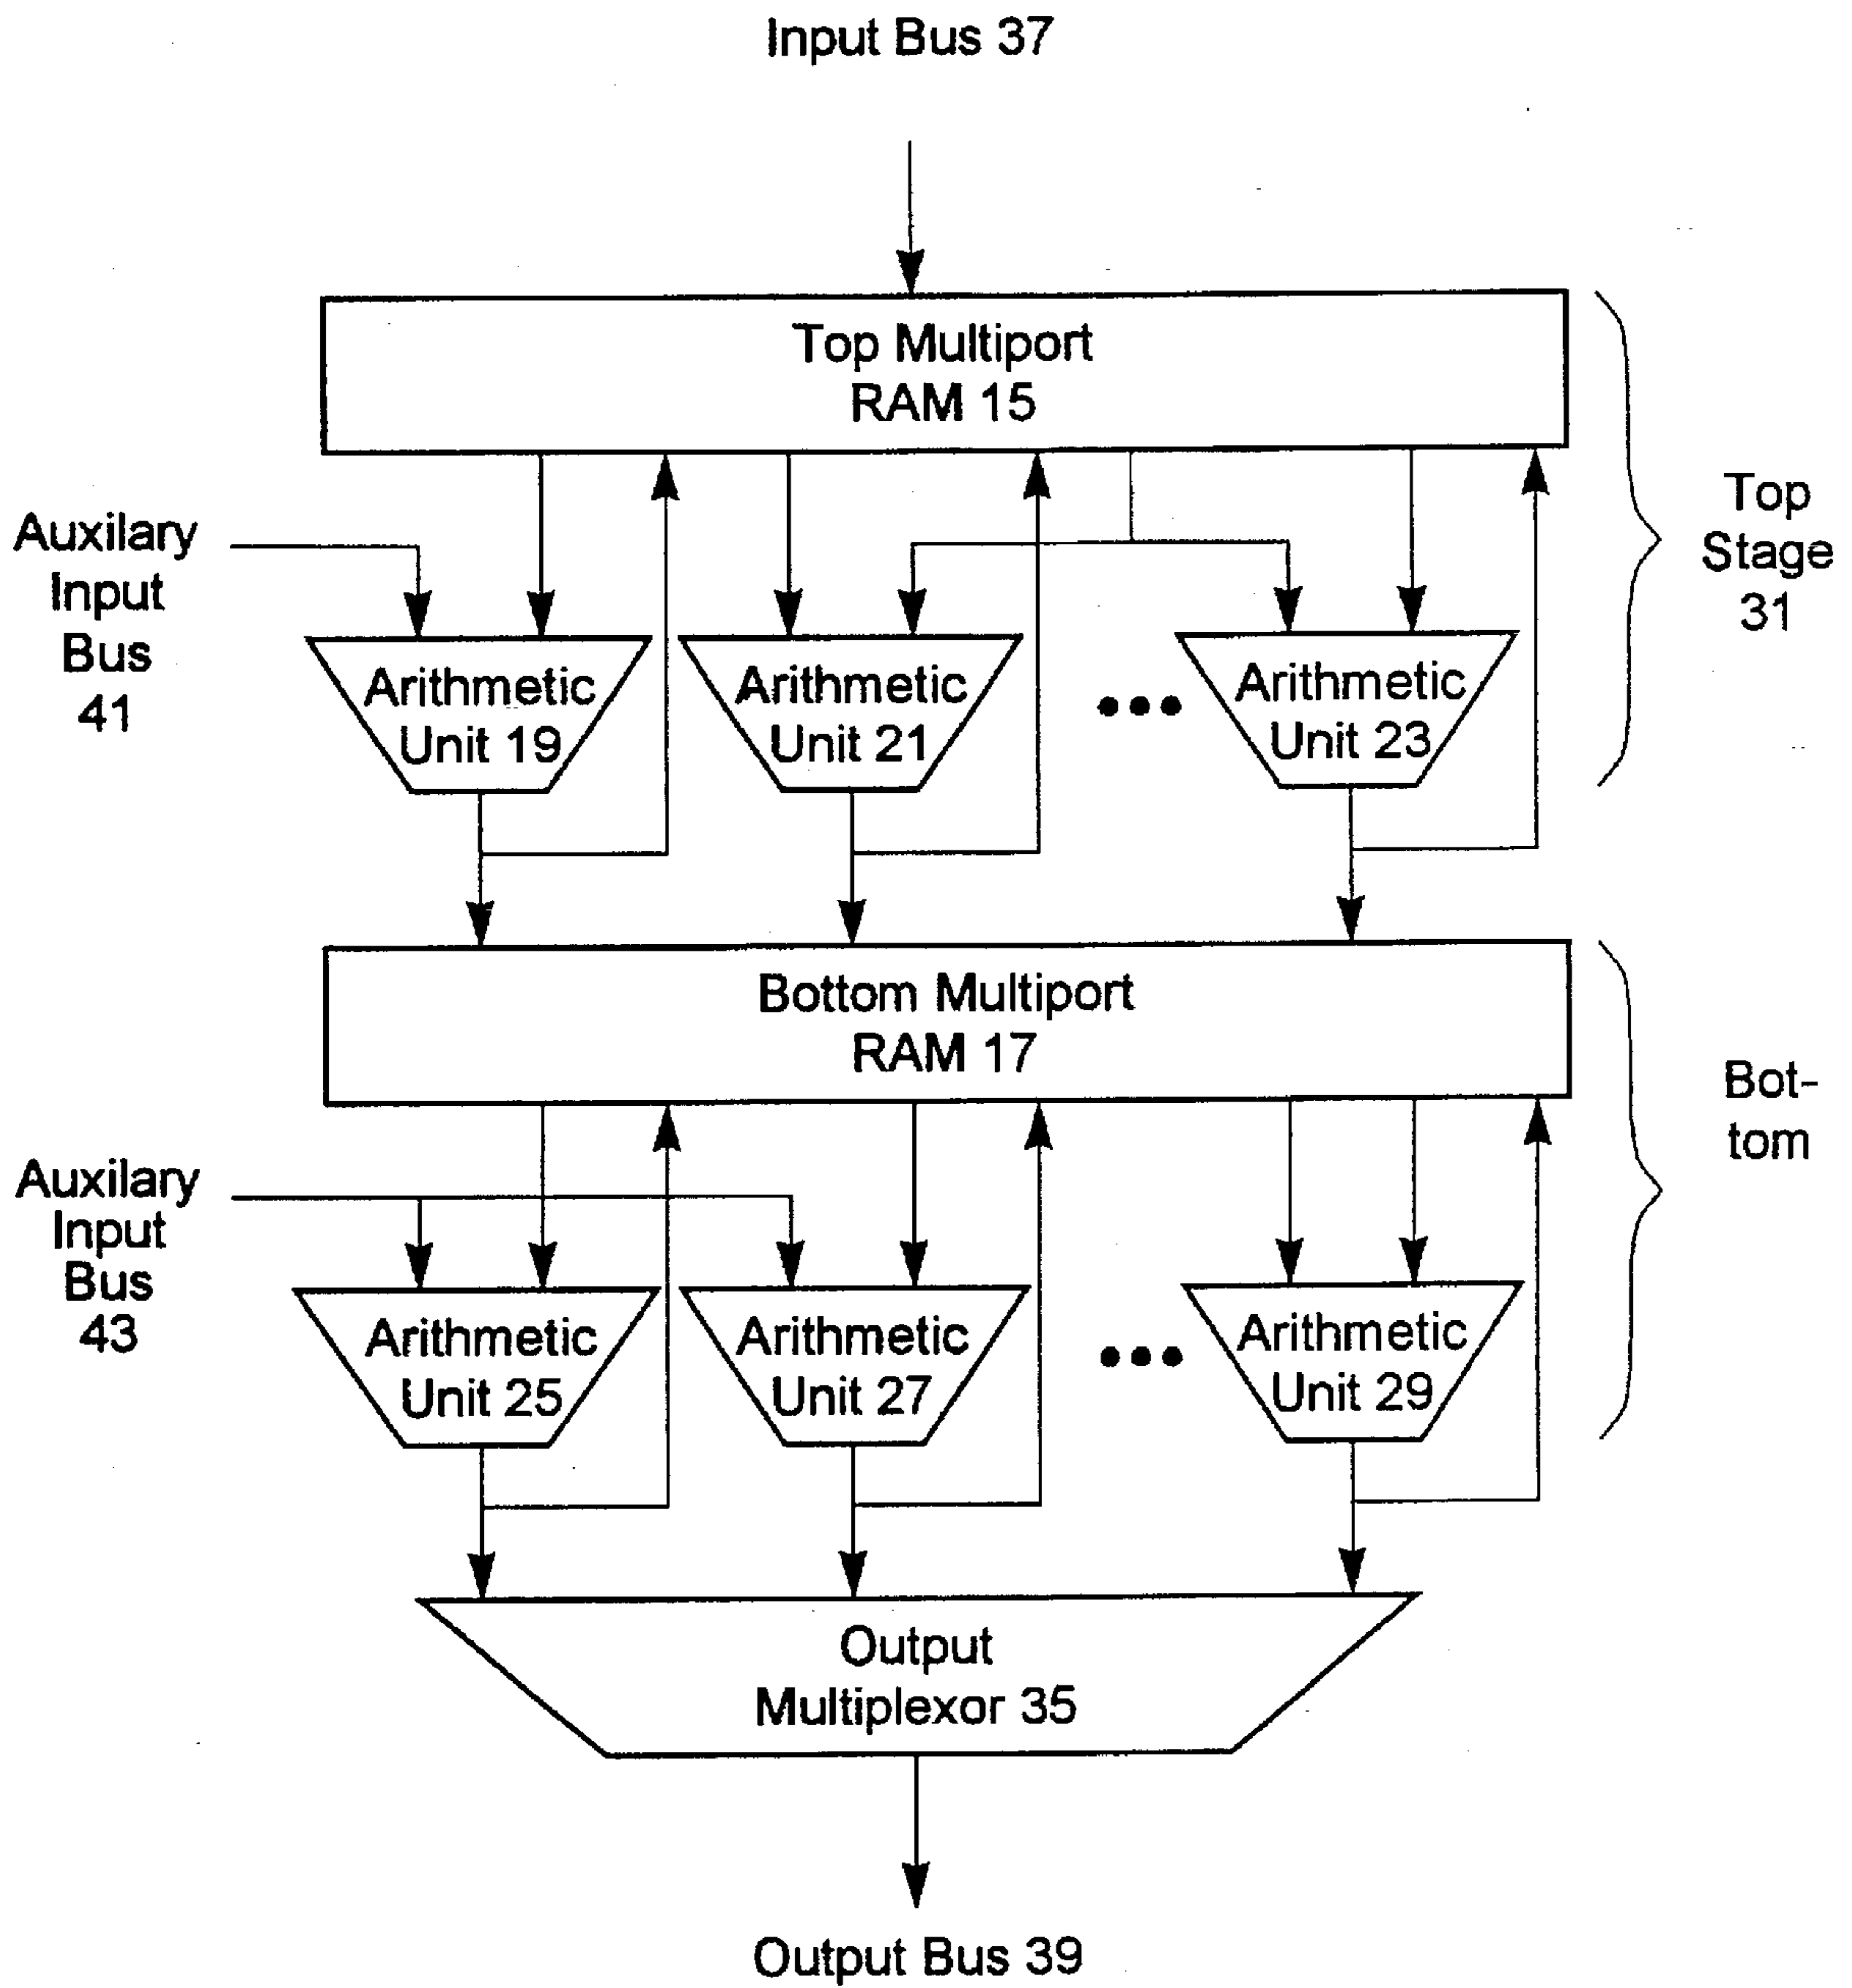 Input Bus 37
Top Multiport
RAM 15
Auxilary
Input
Bus
41
Top
Stage
31
Arithmetic
Unit 19
Arithmetic
Unit 21
Arithmetic
Unit 23
Bottom Multiport
RAM 17
Bot-
tom
Auxilary
Input
Bus
43
Arithmetic
Unit 25
Arithmetic
Unit 27
Arithmetic
Unit 29
Output
Multiplexor 35
Output Bus 39